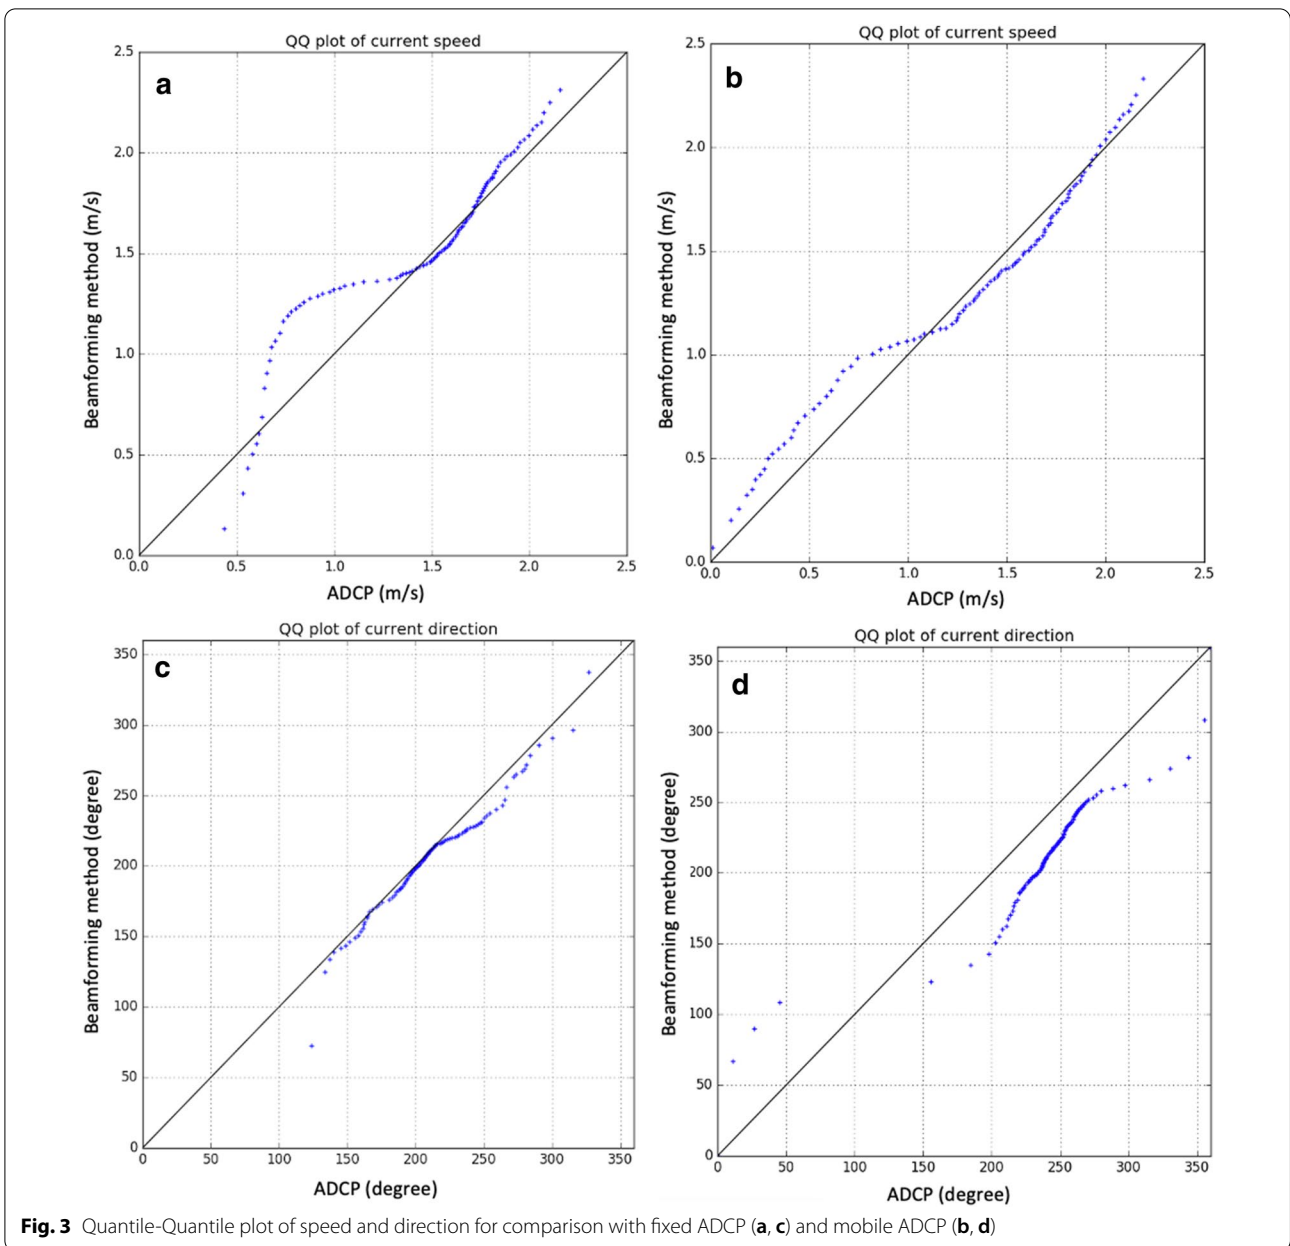 QQ plot of current speed
a
2.5
2.0
1.5
1.0
0.5
0.0
0.0 0.5 1.0 1.5 2.0 2.5
Beamforming method (m/s)
ADCP (m/s)
QQ plot of current speed
b
2.5
2.0
1.5
1.0
0.5
0.0
0.0 0.5 1.0 1.5 2.0 2.5
Beamforming method (m/s)
ADCP (m/s)
QQ plot of current direction
c
350
300
250
200
150
100
50
0
0 50 100 150 200 250 300 350
Beamforming method (degree)
ADCP (degree)
QQ plot of current direction
d
350
300
250
200
150
100
50
0
0 50 100 150 200 250 300 350
Beamforming method (degree)
ADCP (degree)
Fig. 3 Quantile-Quantile plot of speed and direction for comparison with fixed ADCP (a, c) and mobile ADCP (b, d)